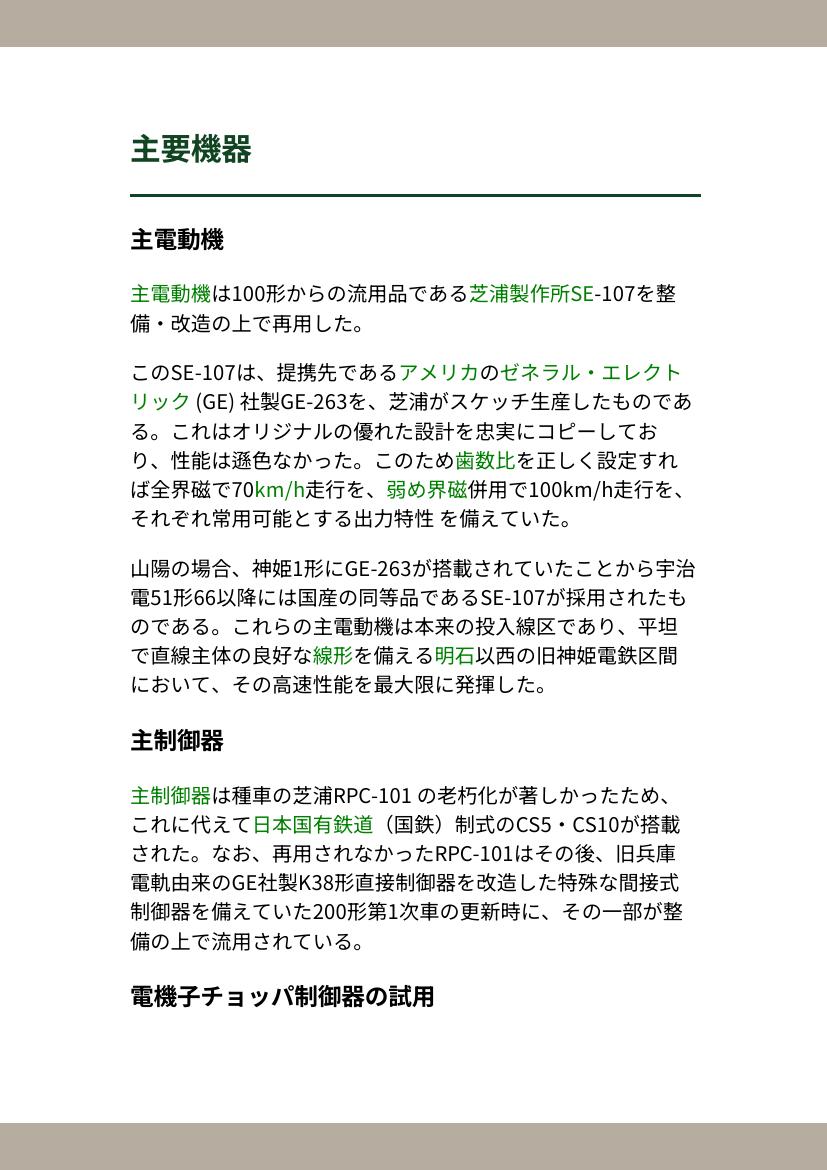 主要機器
主電動機
主電動機は100形からの流用品である芝浦製作所SE-107を整
備・改造の上で再用した。
このSE-107は、提携先であるアメリカのゼネラル・エレクト
リック (GE) 社製GE-263を、芝浦がスケッチ生産したものであ
る。これはオリジナルの優れた設計を忠実にコピーしてお
り、性能は遜色なかった。このため歯数比を正しく設定すれ
ば全界磁で70km/h走行を、弱め界磁併用で100km/h走行を、
それぞれ常用可能とする出力特性 を備えていた。
山陽の場合、神姫1形にGE-263が搭載されていたことから宇治
電51形66以降には国産の同等品であるSE-107が採用されたも
のである。これらの主電動機は本来の投入線区であり、平坦
で直線主体の良好な線形を備える明石以西の旧神姫電鉄区間
において、その高速性能を最大限に発揮した。
主制御器
主制御器は種車の芝浦RPC-101 の老朽化が著しかったため、
これに代えて日本国有鉄道（国鉄）制式のCS5・CS10が搭載
された。なお、再用されなかったRPC-101はその後、旧兵庫
電軌由来のGE社製K38形直接制御器を改造した特殊な間接式
制御器を備えていた200形第1次車の更新時に、その一部が整
備の上で流用されている。
電機子チョッパ制御器の試用